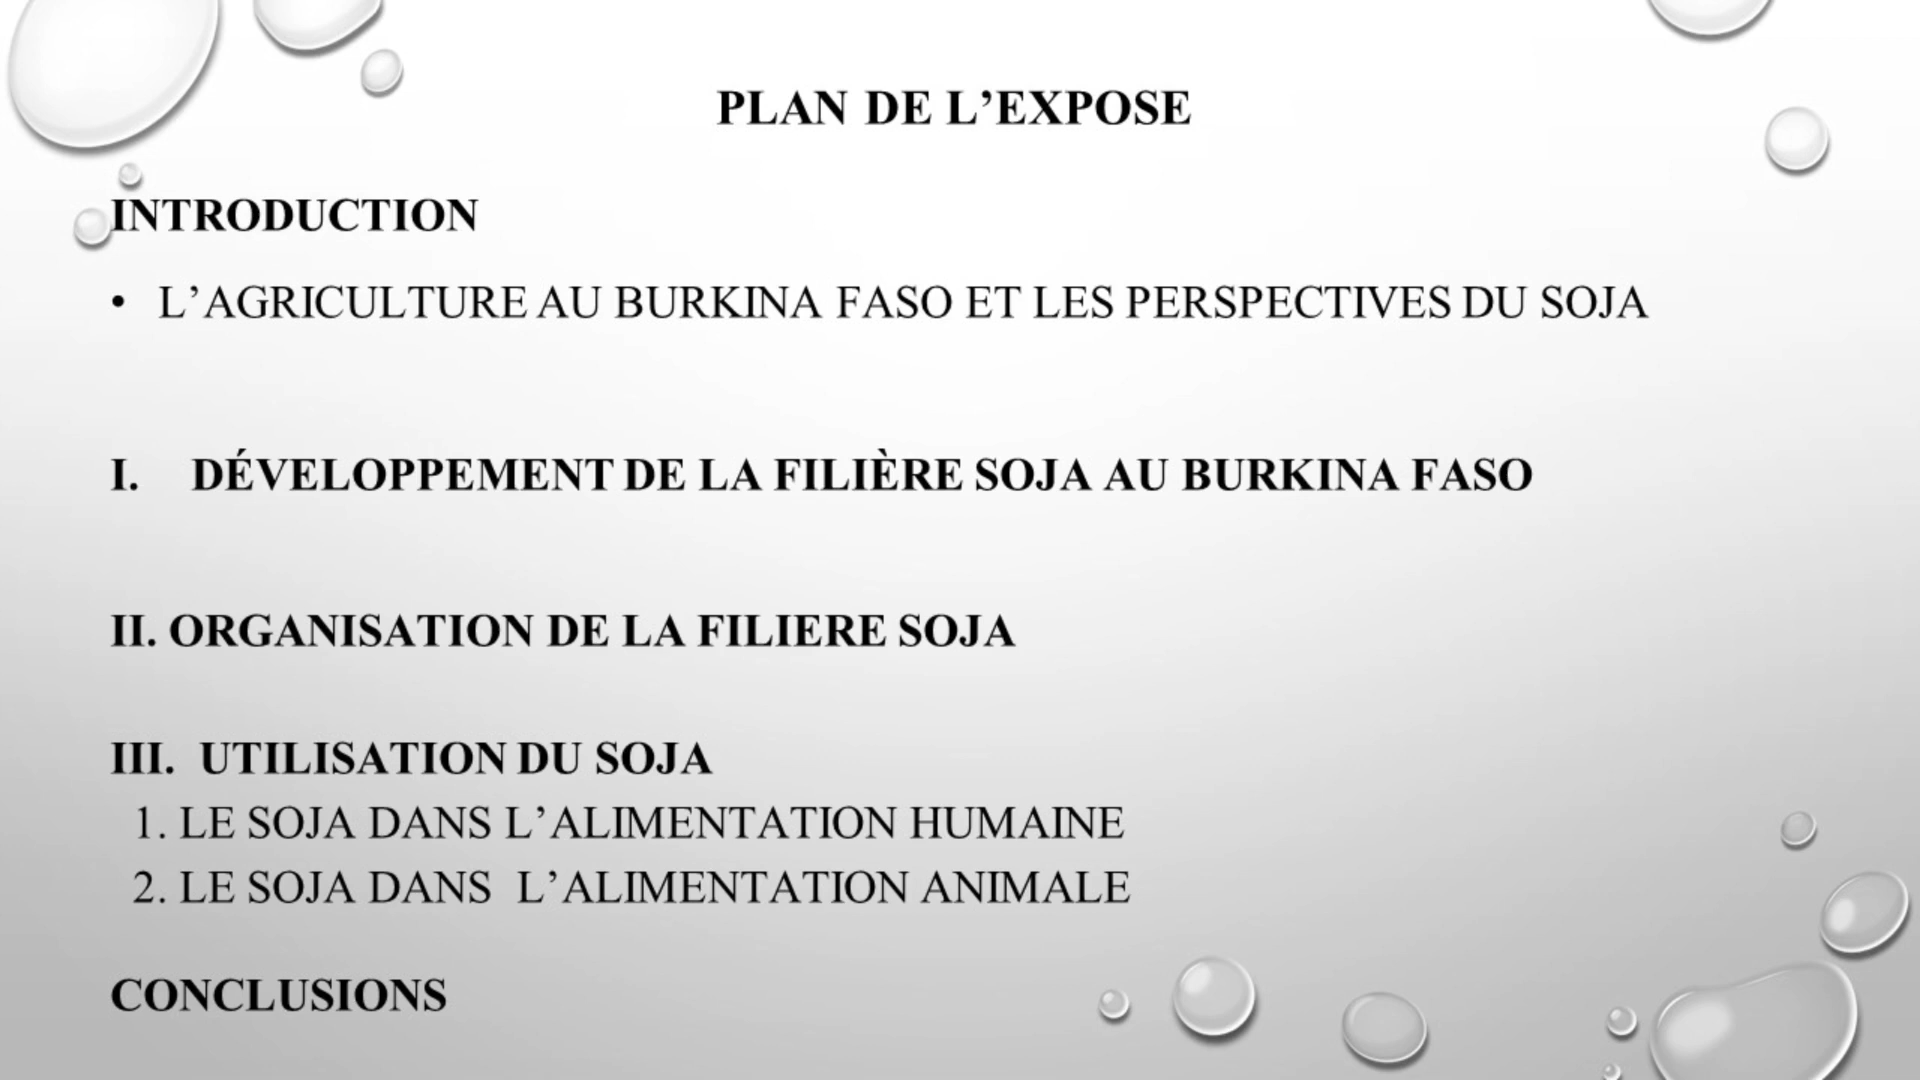 PLAN DE L’EXPOSE
INTRODUCTION
• L’AGRICULTURE AU BURKINA FASO ET LES PERSPECTIVES DU SOJA
I. DÉVELOPPEMENT DE LA FILIÈRE SOJA AU BURKINA FASO
II. ORGANISATION DE LA FILIERE SOJA
III. UTILISATION DU SOJA
1. LE SOJA DANS L’ALIMENTATION HUMAINE
2. LE SOJA DANS L’ALIMENTATION ANIMALE
CONCLUSIONS